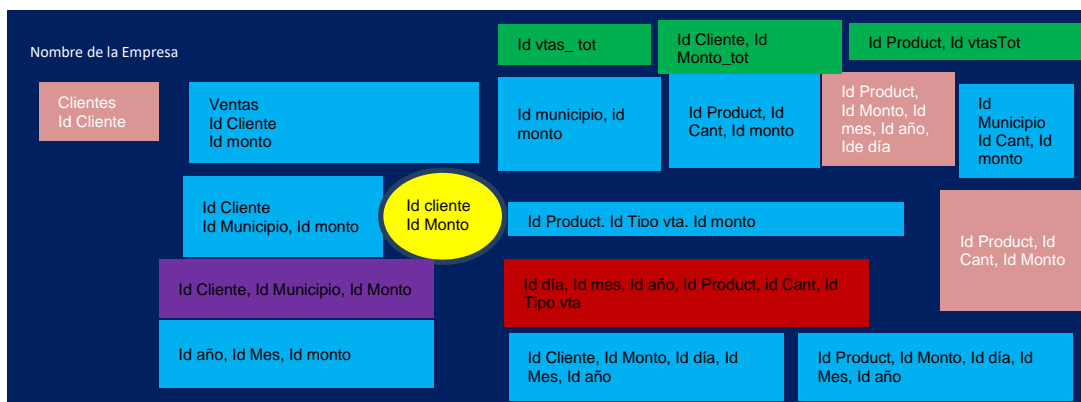 Nombre de la Empresa
Id vtas_ tot
Id Cliente, Id
Monto_tot
Id Product, Id vtasTot
Clientes
Id Cliente
Ventas
Id Cliente
Id monto
Id municipio, id
monto
Id Product, Id
Cant, Id monto
Id Product,
Id Monto, Id
mes, Id año,
Ide día
Id
Municipio
Id Cant, Id
monto
Id Cliente
Id Municipio, Id monto
Id cliente
Id Monto
Id Product. Id Tipo vta. Id monto
Id Product, Id
Cant, Id Monto
Id Cliente, Id Municipio, Id Monto
Id día, Id mes, Id año, Id Product, id Cant, Id
Tipo vta
Id año, Id Mes, Id monto
Id Cliente, Id Monto, Id día, Id
Mes, Id año
Id Product, Id Monto, Id día, Id
Mes, Id año